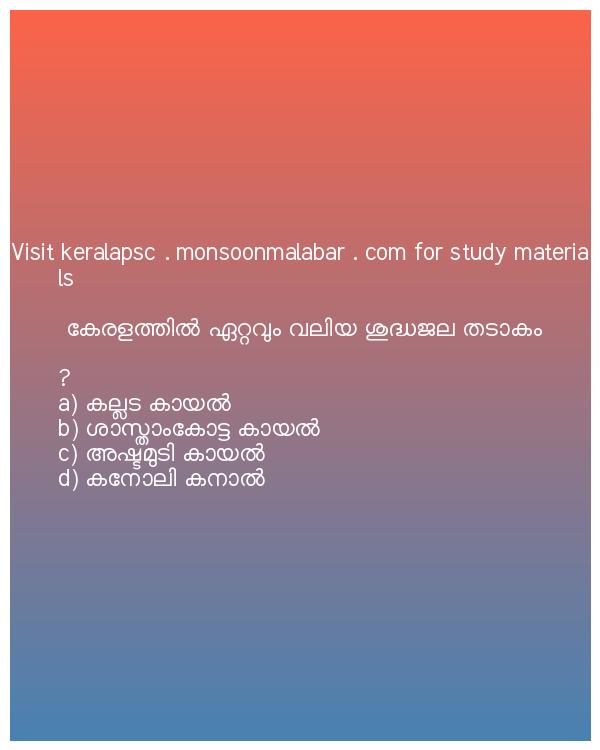 Visit keralapsc . monsoonmalabar . com for study materia
ls
കേരളത്തിൽ ഏറ്റവും വലിയ ശുദ്ധജല തടാകം
?
a) കല്ലട കായൽ
b) ശാസ്താംകോട്ട കായൽ
c) അഷ്ടമുടി കായൽ
d) കനോലി കനാൽ